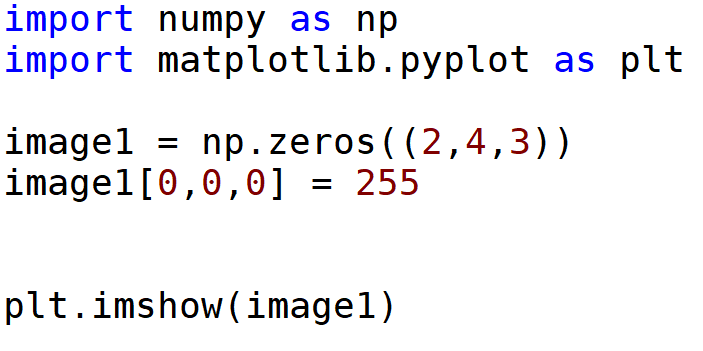 import numpy as np
import matplotlib.pyplot as plt
image1 = np.zeros((2,4,3))
image1[0,0,0] = 255
plt.imshow(image1)